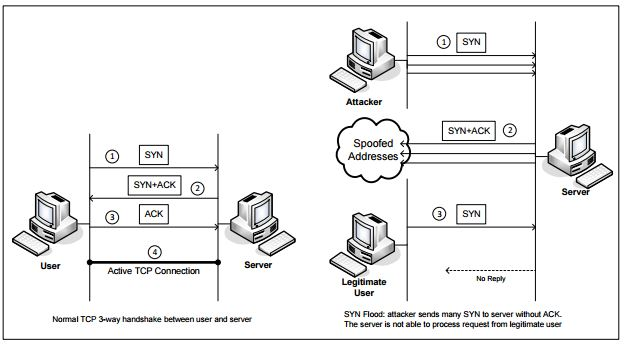 1 SYN
SYN+ACK 2
3 ACK
4
Active TCP Connection
User
Server
Normal TCP 3-way handshake between user and server
1 SYN
Attacker
SYN+ACK 2
Spoofed
Addresses
Server
3 SYN
Legitimate
User
No Reply
SYN Flood: attacker sends many SYN to server without ACK.
The server is not able to process request from legitimate user